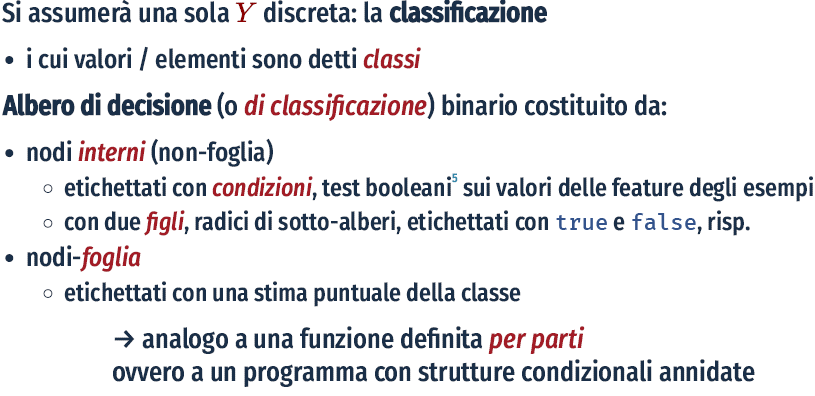 Si assumerà una sola Y discreta: la classificazione
• i cui valori / elementi sono detti classi
Albero di decisione (o di classificazione) binario costituito da:
• nodi interni (non-foglia)
◦ etichettati con condizioni, test booleani⁵ sui valori delle feature degli esempi
◦ con due figli, radici di sotto-alberi, etichettati con true e false, risp.
• nodi-foglia
◦ etichettati con una stima puntuale della classe
→ analogo a una funzione definita per parti
ovvero a un programma con strutture condizionali annidate